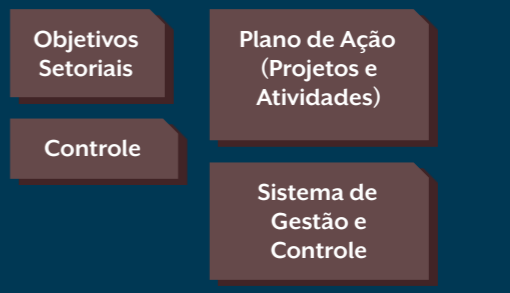 Objetivos
Setoriais
Controle
Plano de Ação
(Projetos e
Atividades)
Sistema de
Gestão e
Controle